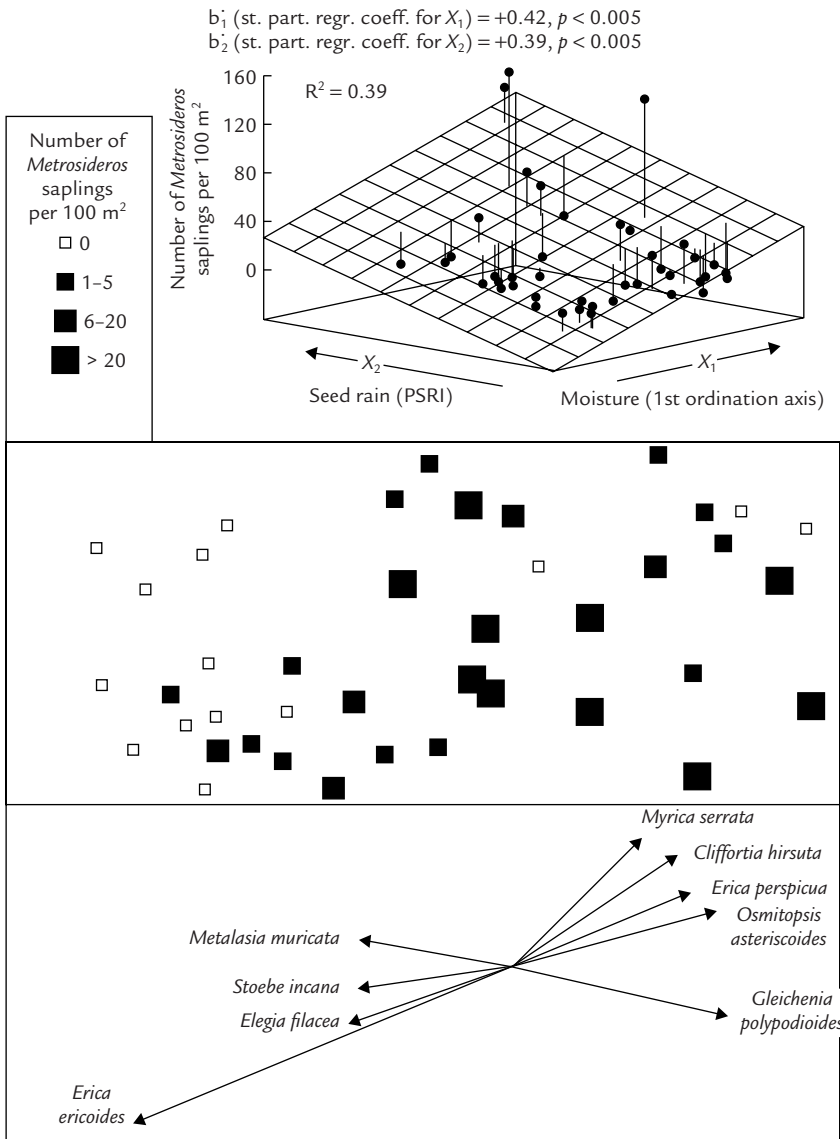 b₁˙ (st. part. regr. coeff. for X₁) = +0.42, p < 0.005
b₂˙ (st. part. regr. coeff. for X₂) = +0.39, p < 0.005
R² = 0.39
Number of Metrosideros
saplings per 100 m²
160
120
80
40
0
X₂
X₁
Seed rain (PSRI)
Moisture (1st ordination axis)
Number of
Metrosideros
saplings
per 100 m²
0
1–5
6–20
> 20
Myrica serrata
Cliffortia hirsuta
Erica perspicua
Osmitopsis
asteriscoides
Metalasia muricata
Stoebe incana
Elegia filacea
Gleichenia
polypodioides
Erica
ericoides